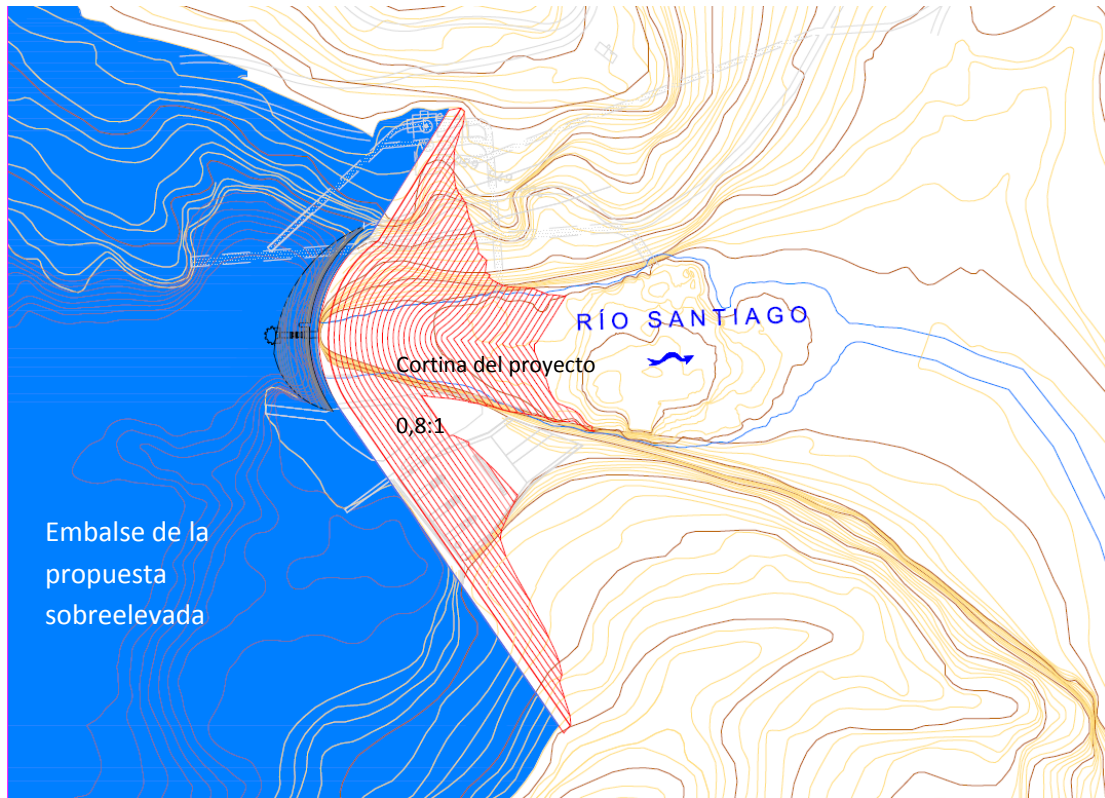 RÍO SANTIAGO
Cortina del proyecto
0,8:1
Embalse de la
propuesta
sobreelevada